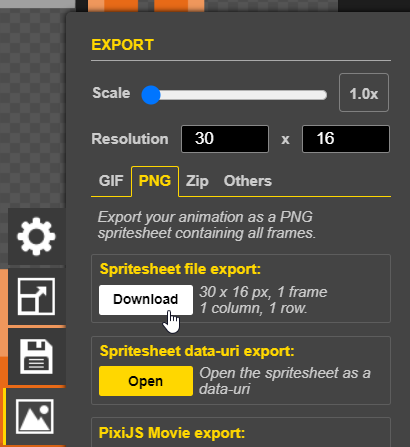 EXPORT
Scale 1.0x
Resolution 30 x 16
GIF PNG Zip Others
Export your animation as a PNG
spritesheet containing all frames.
Spritesheet file export:
Download 30 x 16 px, 1 frame
1 column, 1 row.
Spritesheet data-uri export:
Open Open the spritesheet as a
data-uri
PixiJS Movie export: